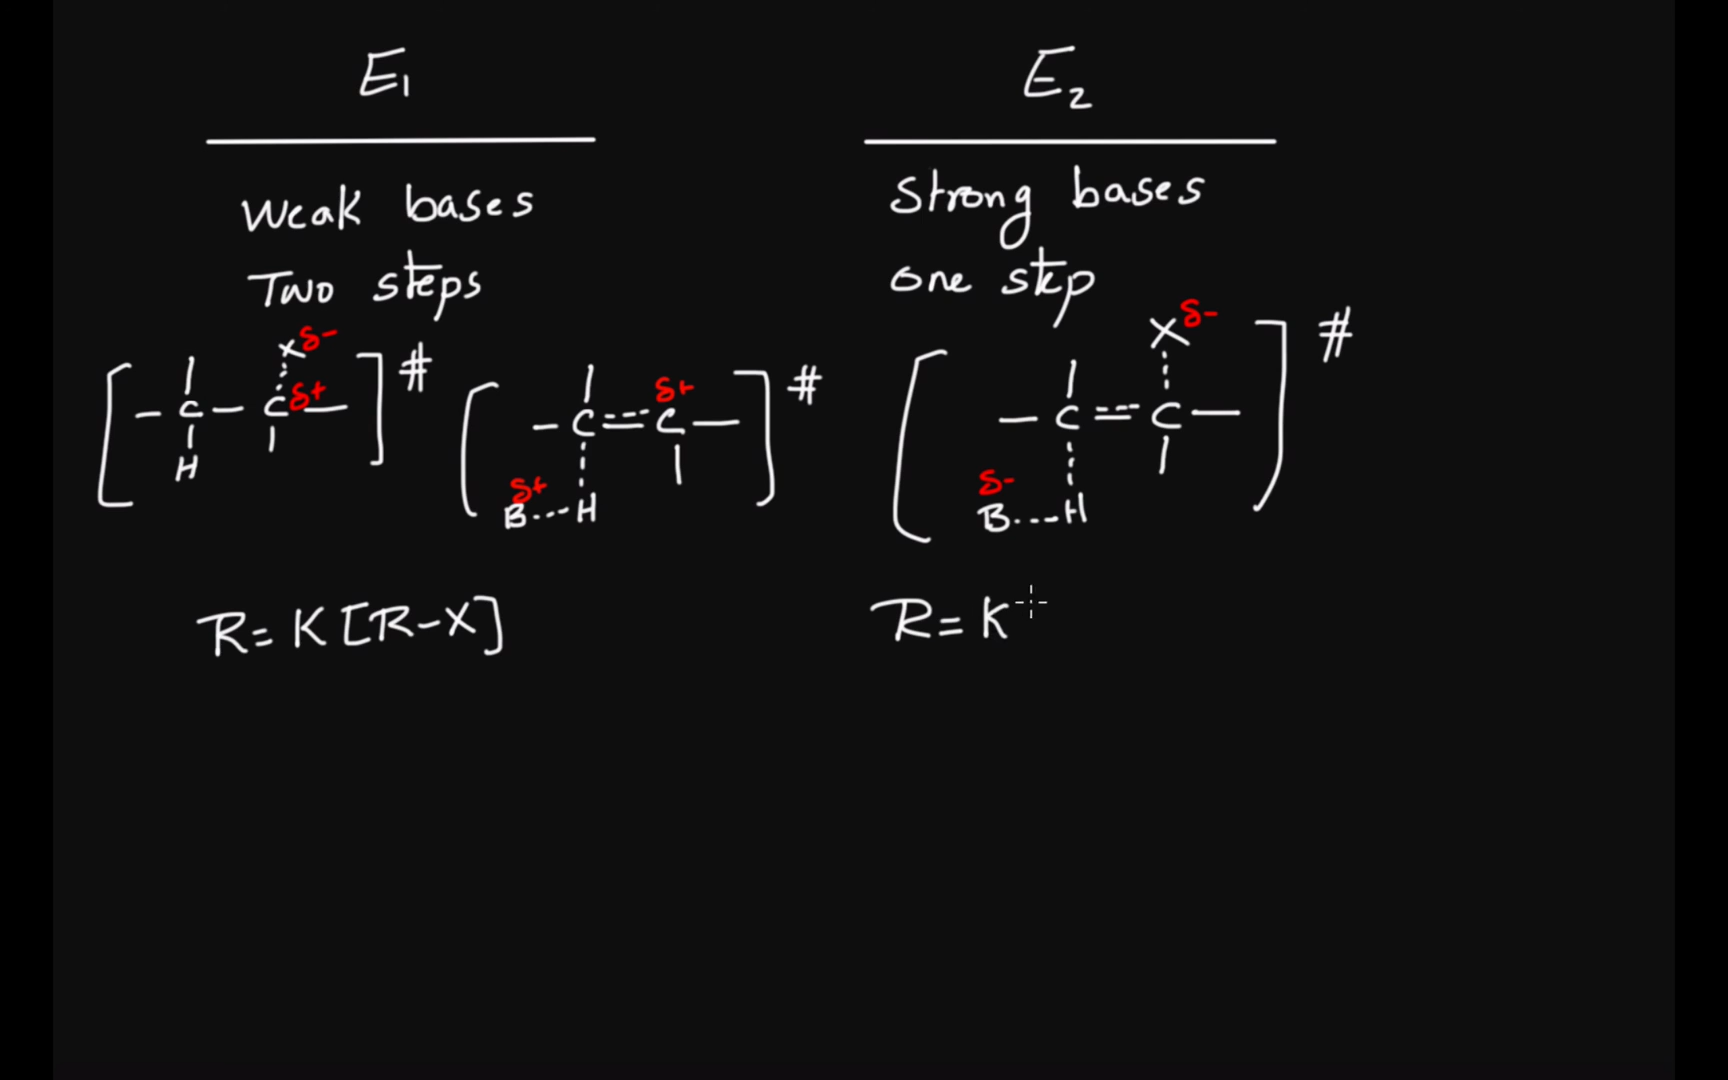 E1
Weak bases
Two steps
[ - C - C δ+ - X δ- H ] #
[ - C == C δ+ - B δ+ --- H ] #
R = K [R-X]
E2
Strong bases
one step
[ - C == C - X δ- B δ- --- H ] #
R = K